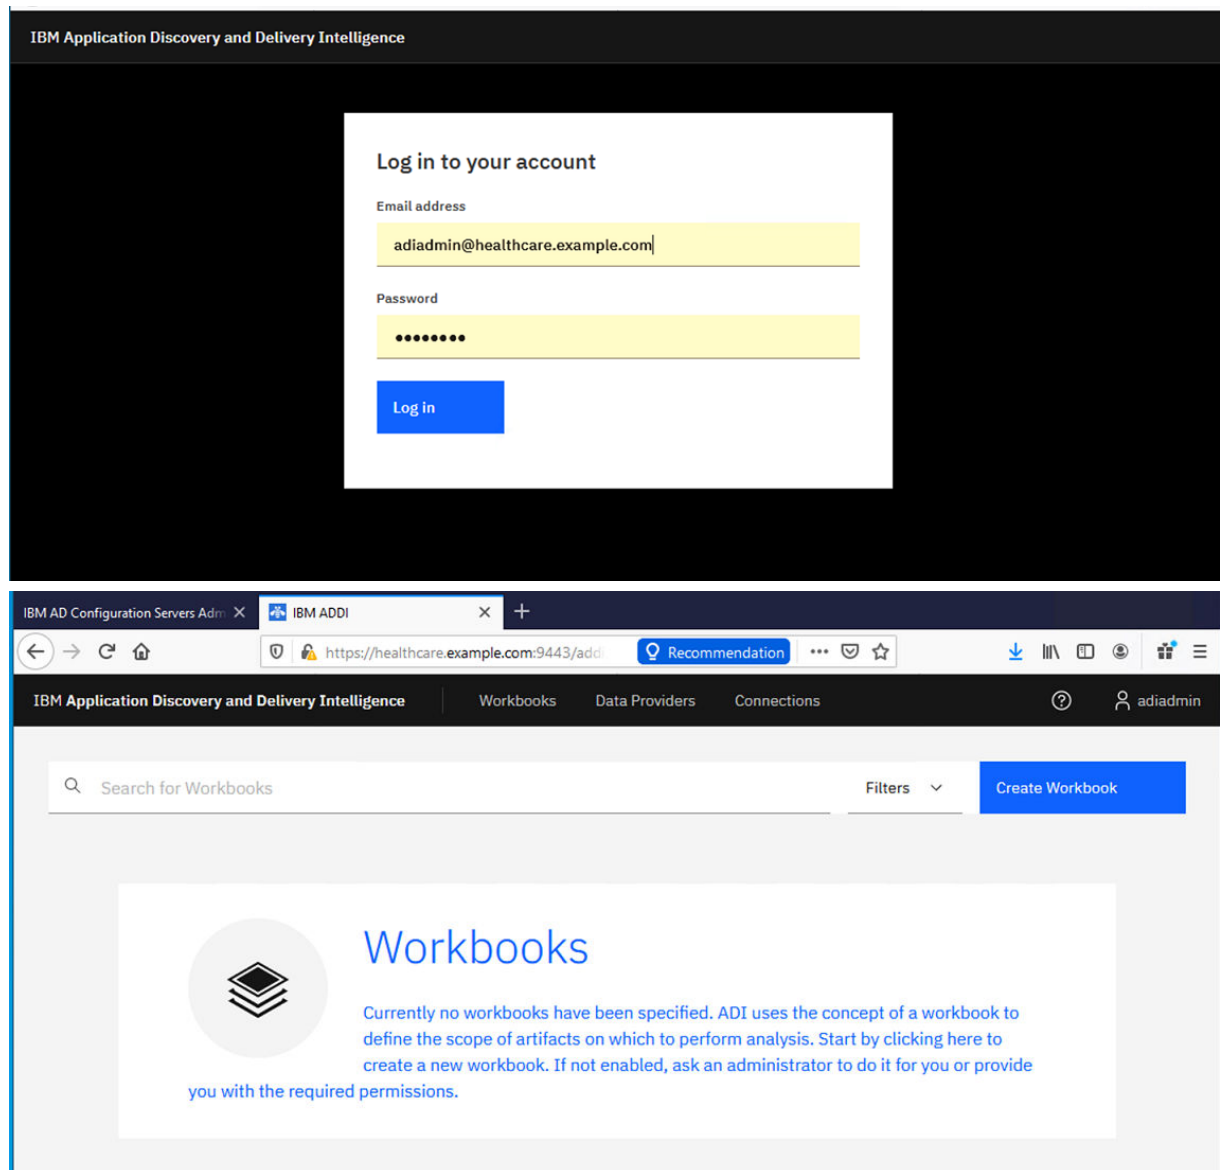 IBM Application Discovery and Delivery Intelligence
Log in to your account
Email address
adiadmin@healthcare.example.com
Password
••••••••
Log in
IBM AD Configuration Servers Adm
IBM ADDI
https://healthcare.example.com:9443/addi
Recommendation
IBM Application Discovery and Delivery Intelligence
Workbooks
Data Providers
Connections
adiadmin
Search for Workbooks
Filters
Create Workbook
Workbooks
Currently no workbooks have been specified. ADI uses the concept of a workbook to
define the scope of artifacts on which to perform analysis. Start by clicking here to
create a new workbook. If not enabled, ask an administrator to do it for you or provide
you with the required permissions.